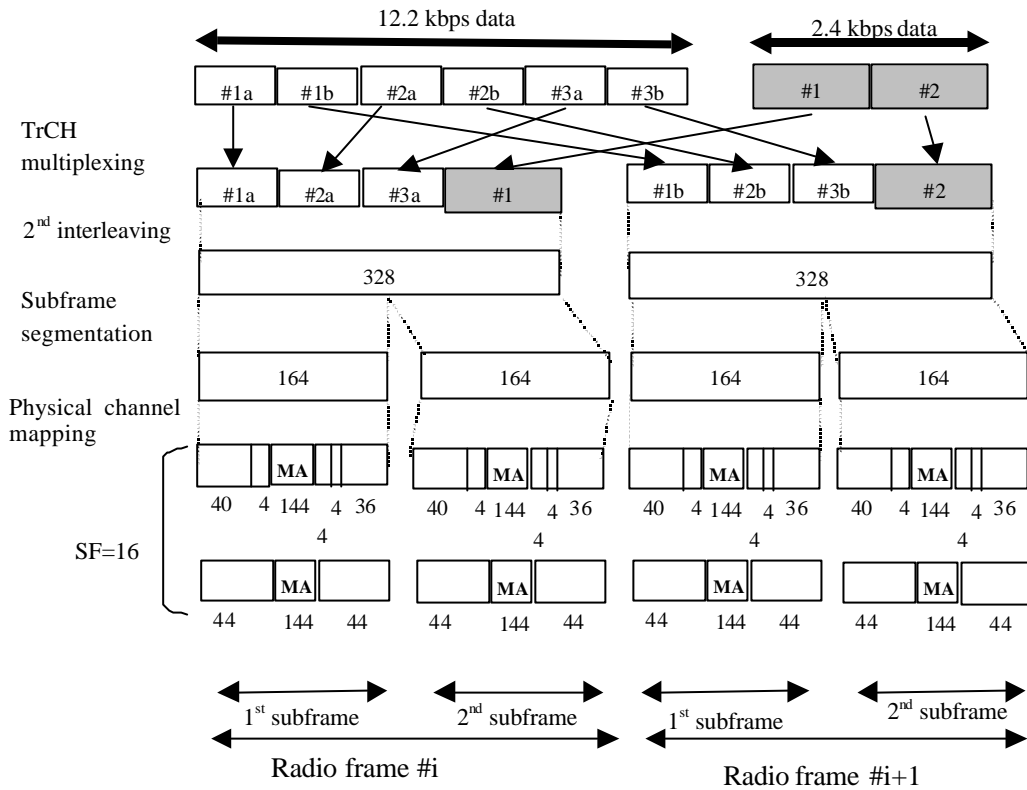 12.2 kbps data
2.4 kbps data
#1a #1b #2a #2b #3a #3b #1 #2
TrCH
multiplexing
#1a #2a #3a #1 #1b #2b #3b #2
2nd interleaving
328 328
Subframe
segmentation
164 164 164 164
Physical channel
mapping
MA MA MA MA
40 4 144 4 36 40 4 144 4 36 40 4 144 4 36 40 4 144 4 36
4 4 4 4
SF=16
MA MA MA MA
44 144 44 44 144 44 44 144 44 44 144 44
1st subframe 2nd subframe 1st subframe 2nd subframe
Radio frame #i Radio frame #i+1